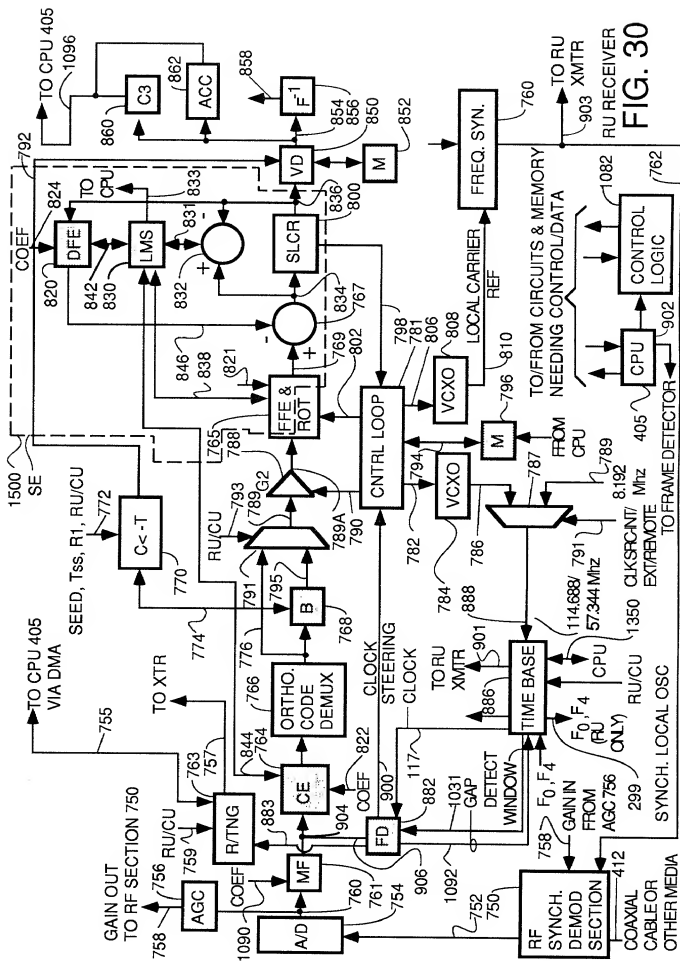 TO CPU 405
1096
862
C3
860
ACC
858
F-1
854
856
792
VD
850
M
852
824
TO
CPU
833
831
836
COEF
DFE
LMS
832
SLCR
800
820
842
830
834
767
846
838
821
769
802
1500
SE
765
FFE &
ROT
788
G2
SEED, Tss, R1, RU/CU
772
C<-T
770
RU/CU
793
789
789A
790
791
774
776
795
B
768
ORTHO.
CODE
DEMUX
766
TO CPU 405
VIA DMA
755
TO XTR
757
763
R/TNG
RU/CU
759
883
764
844
CE
822
COEF
904
GAIN OUT
TO RF SECTION 750
756
758
AGC
COEF
1090
MF
761
760
A/D
754
752
FD
882
906
1092
1031
GAP
DETECT
WINDOW
900
117
CLOCK
STEERING
CLOCK
CNTRL LOOP
798
781
806
VCXO
808
810
LOCAL CARRIER
REF
FREQ. SYN.
760
TO RU
XMTR
903
RU RECEIVER
FIG. 30
762
782
VCXO
784
786
794
M
796
FROM
CPU
787
789
8.192
Mhz
791
CLK SRC-INT/
EXT/REMOTE
888
114.688/
57.344 Mhz
TO/FROM CIRCUITS & MEMORY
NEEDING CONTROL/DATA
CPU
405
902
CONTROL
LOGIC
1082
TO FRAME DETECTOR
TO RU
XMTR
901
886
TIME BASE
1350
CPU
RU/CU
F0, F4
(RU
ONLY)
299
SYNCH. LOCAL OSC
F0, F4
758
GAIN IN
FROM
AGC 756
750
RF
SYNCH.
DEMOD
SECTION
412
COAXIAL
CABLE OR
OTHER MEDIA